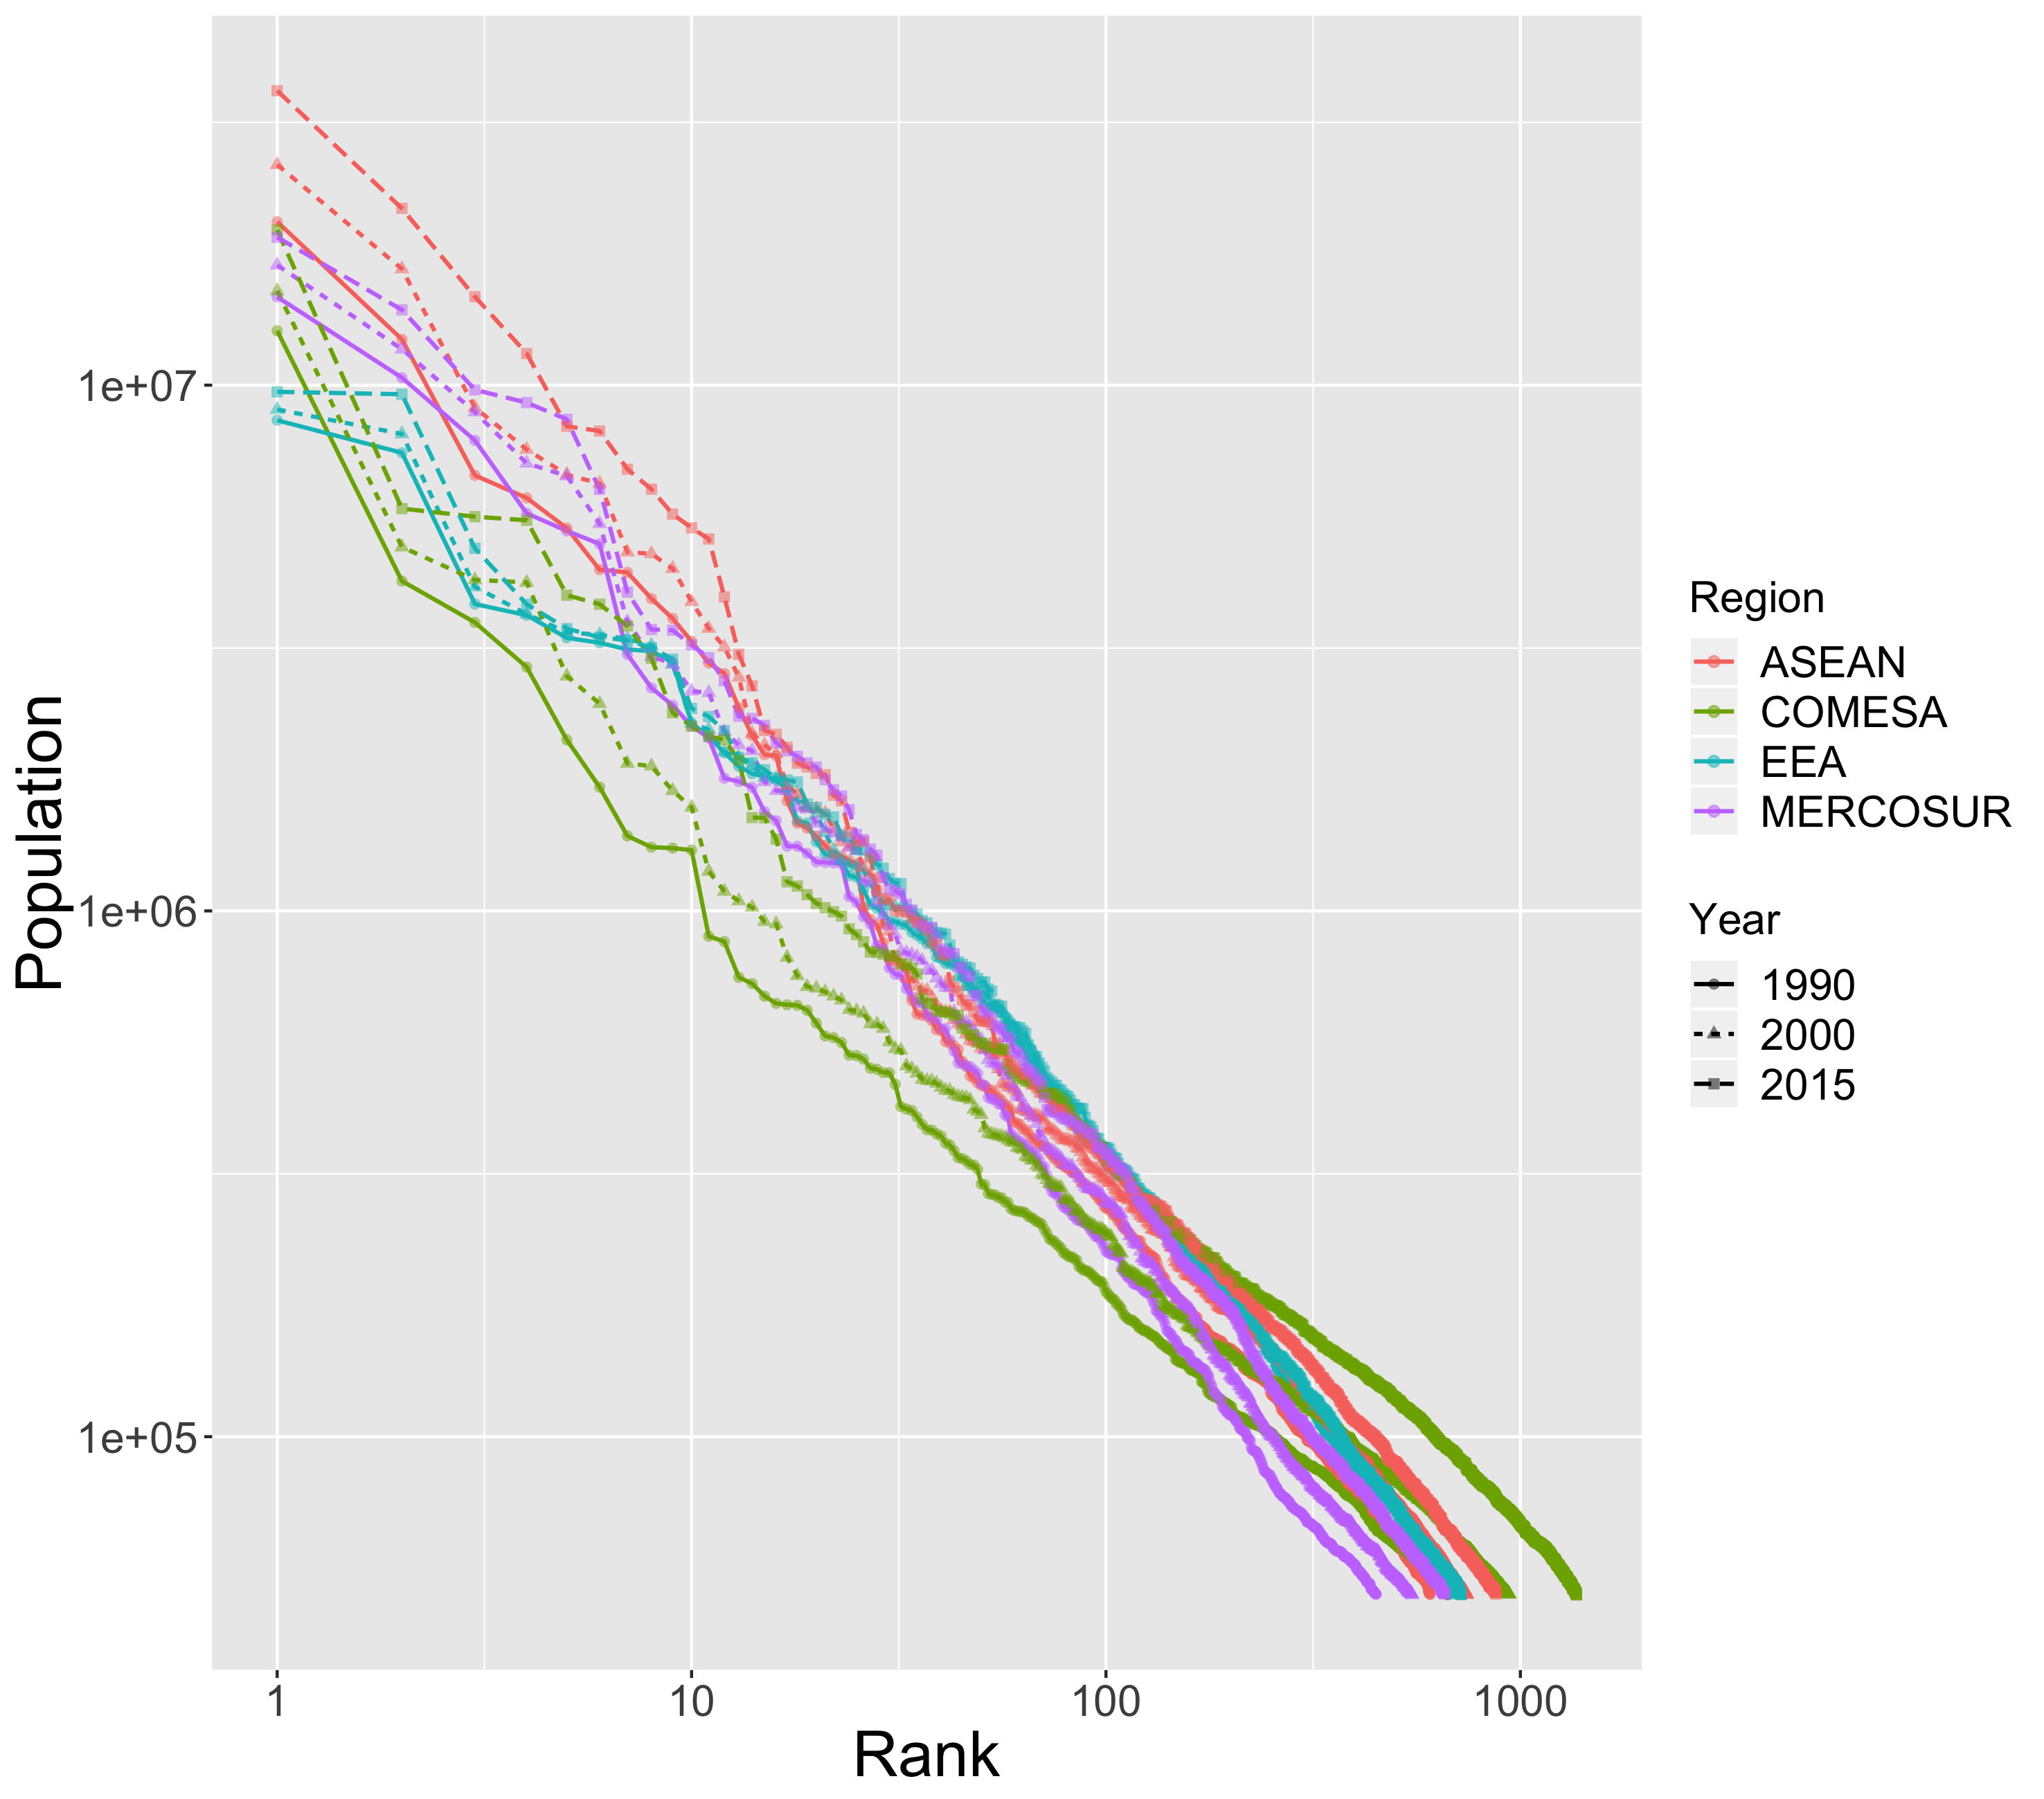 Population
1e+07
1e+06
1e+05
1
10
100
1000
Rank
Region
ASEAN
COMESA
EEA
MERCOSUR
Year
1990
2000
2015